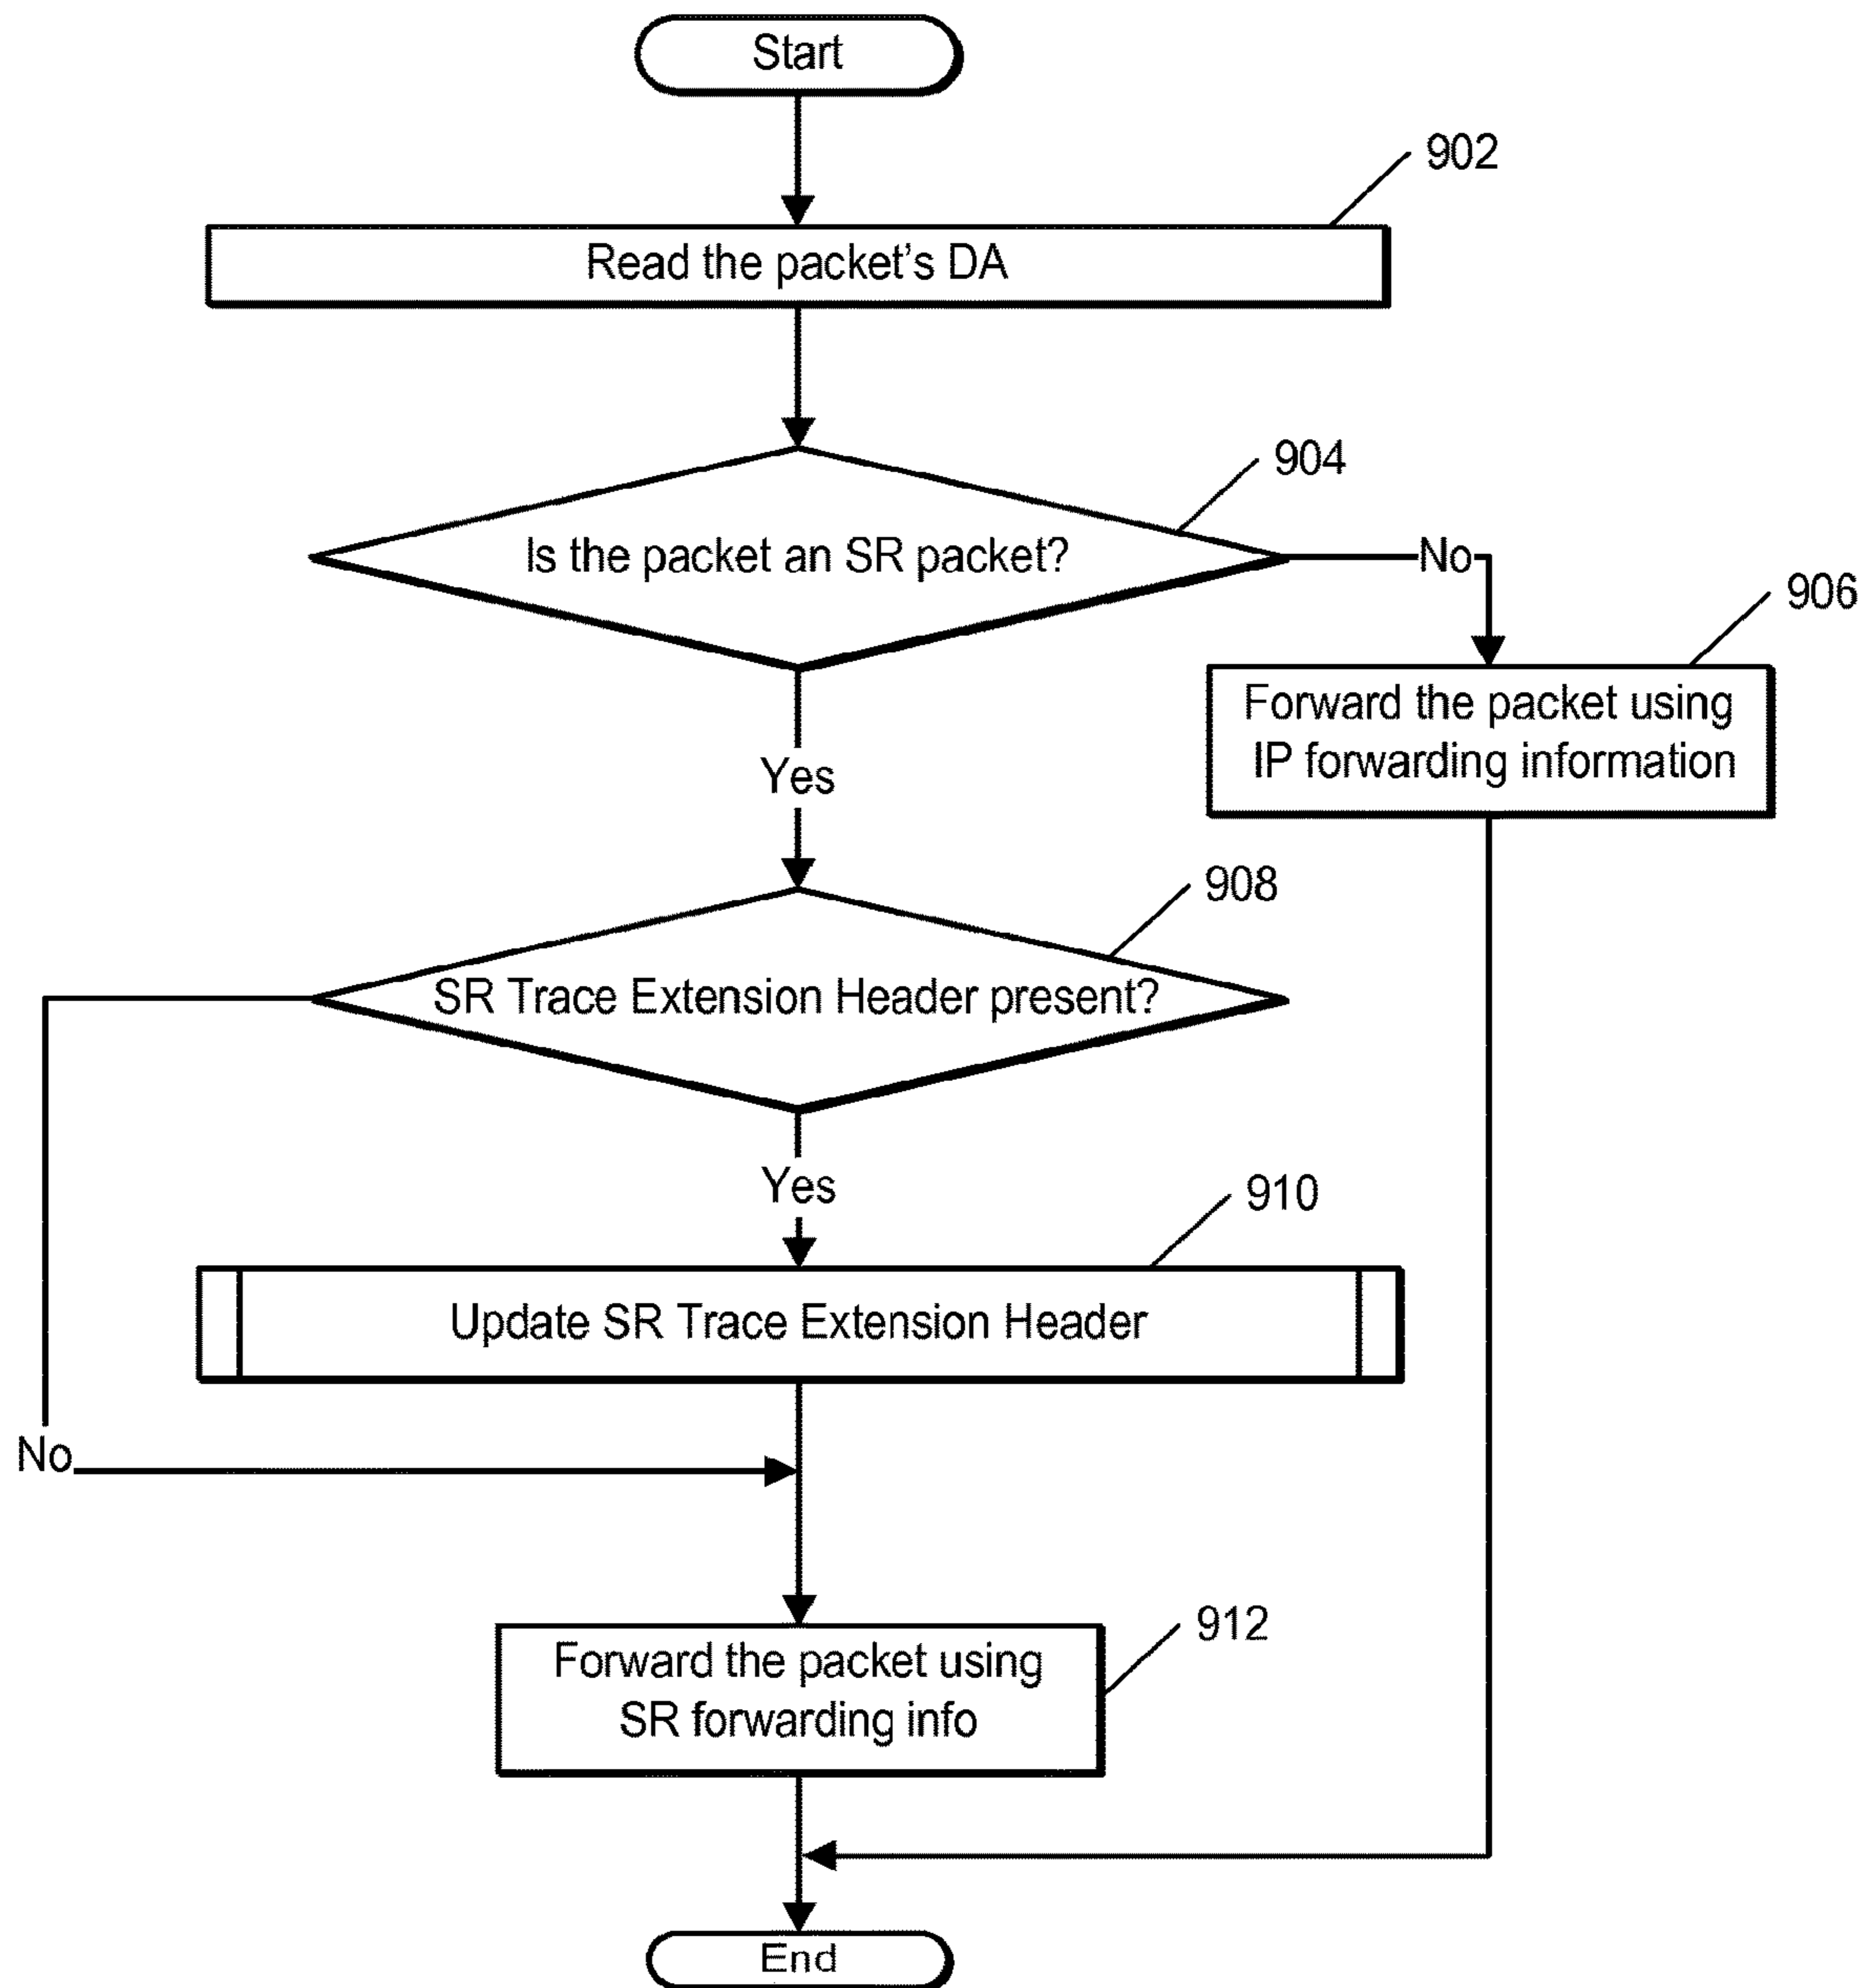 Start
902
Read the packet's DA
904
Is the packet an SR packet?
No
906
Forward the packet using
IP forwarding information
Yes
908
SR Trace Extension Header present?
Yes
910
Update SR Trace Extension Header
No
912
Forward the packet using
SR forwarding info
End